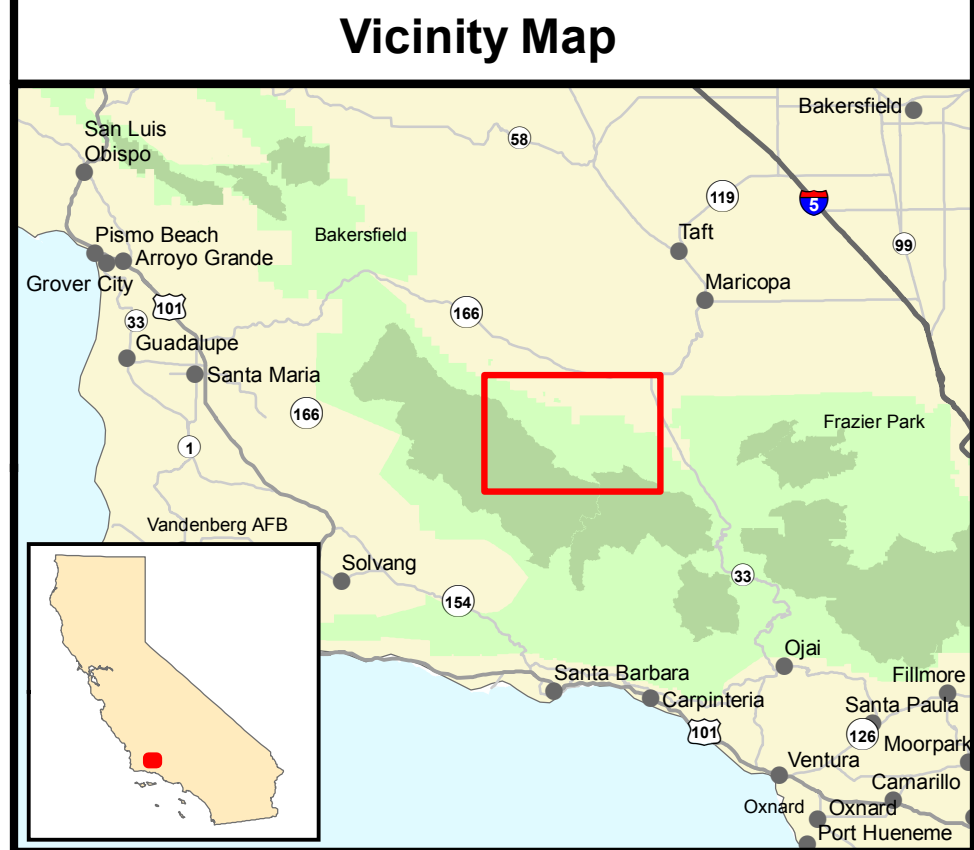 Vicinity Map
Bakersfield
San Luis
Obispo
58
119
5
Taft
99
Pismo Beach
Arroyo Grande
Bakersfield
Grover City
Maricopa
101
166
33
Guadalupe
Santa Maria
166
Frazier Park
1
Vandenberg AFB
Solvang
154
33
Ojai
Santa Barbara
Carpinteria
Fillmore
Santa Paula
101
126
Moorpark
Ventura
Camarillo
Oxnard
Oxnard
Port Hueneme